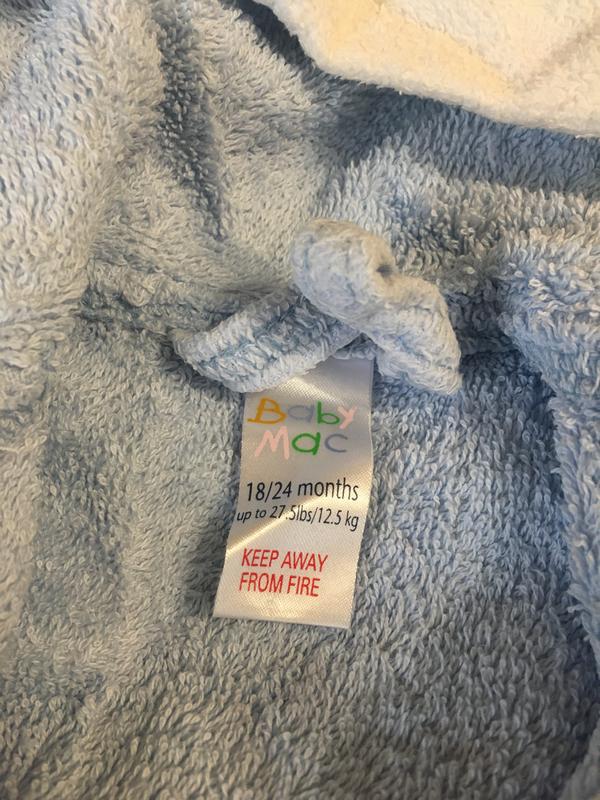 Baby
Mac
18/24 months
up to 27.5lbs/12.5 kg
KEEP AWAY
FROM FIRE